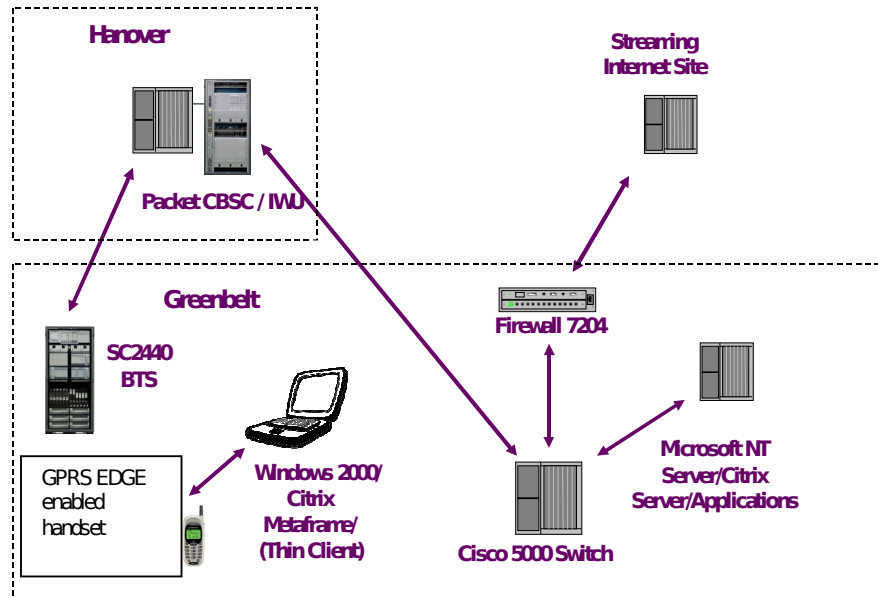 Hanover
Streaming
Internet Site
Packet CBSC / IWU
Greenbelt
Firewall 7204
SC2440
BTS
Microsoft NT
Server/Citrix
Server/Applications
Windows 2000/
Citrix
Metaframe/
(Thin Client)
GPRS EDGE
enabled
handset
Cisco 5000 Switch